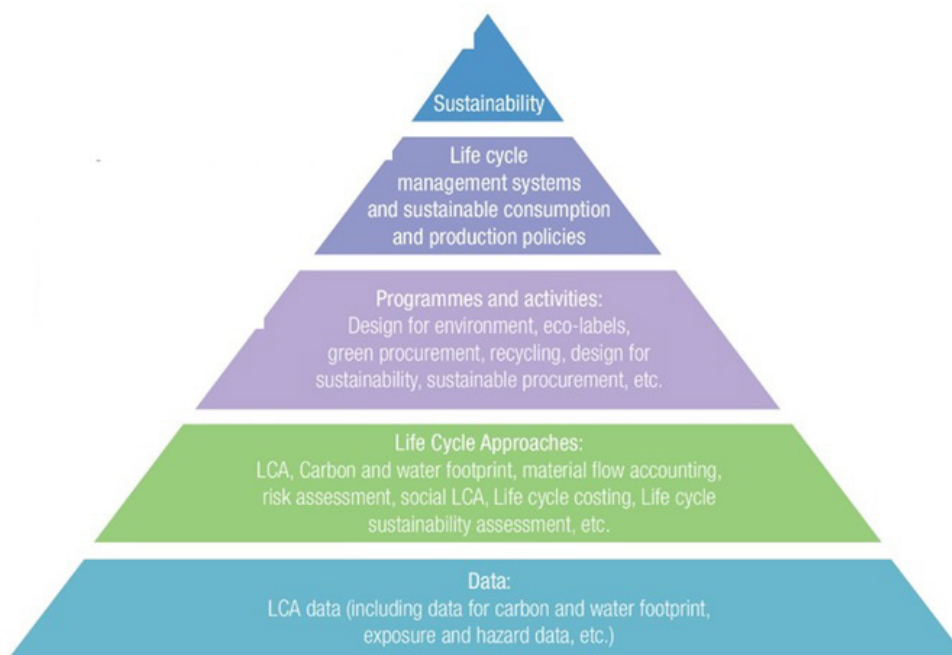 Sustainability
Life cycle
management systems
and sustainable consumption
and production policies
Programmes and activities:
Design for environment, eco-labels,
green procurement, recycling, design for
sustainability, sustainable procurement, etc.
Life Cycle Approaches:
LCA, Carbon and water footprint, material flow accounting,
risk assessment, social LCA, Life cycle costing, Life cycle
sustainability assessment, etc.
Data:
LCA data (including data for carbon and water footprint,
exposure and hazard data, etc.)